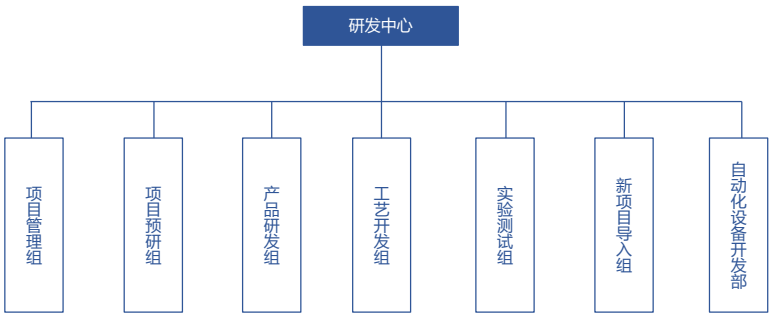 研发中心
项目管理组
项目预研组
产品研发组
工艺开发组
实验测试组
新项目导入组
自动化设备开发部